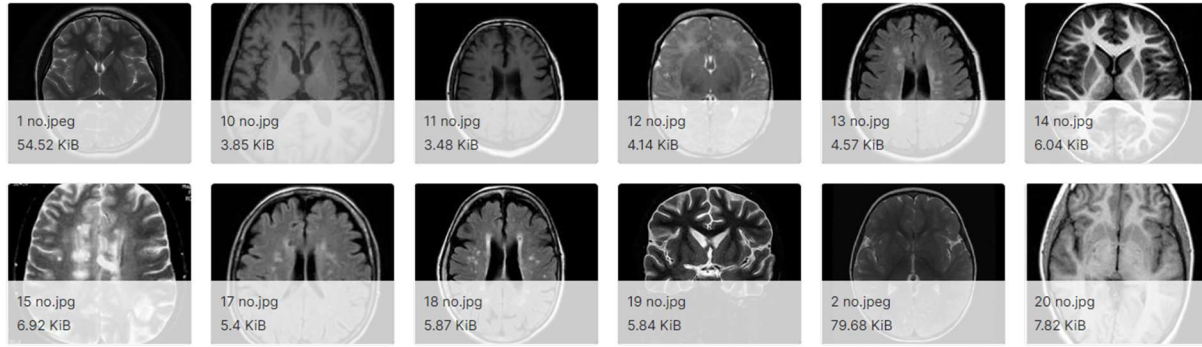 1 no.jpeg
54.52 KiB
10 no.jpg
3.85 KiB
11 no.jpg
3.48 KiB
12 no.jpg
4.14 KiB
13 no.jpg
4.57 KiB
14 no.jpg
6.04 KiB
15 no.jpg
6.92 KiB
17 no.jpg
5.4 KiB
18 no.jpg
5.87 KiB
19 no.jpg
5.84 KiB
2 no.jpeg
79.68 KiB
20 no.jpg
7.82 KiB